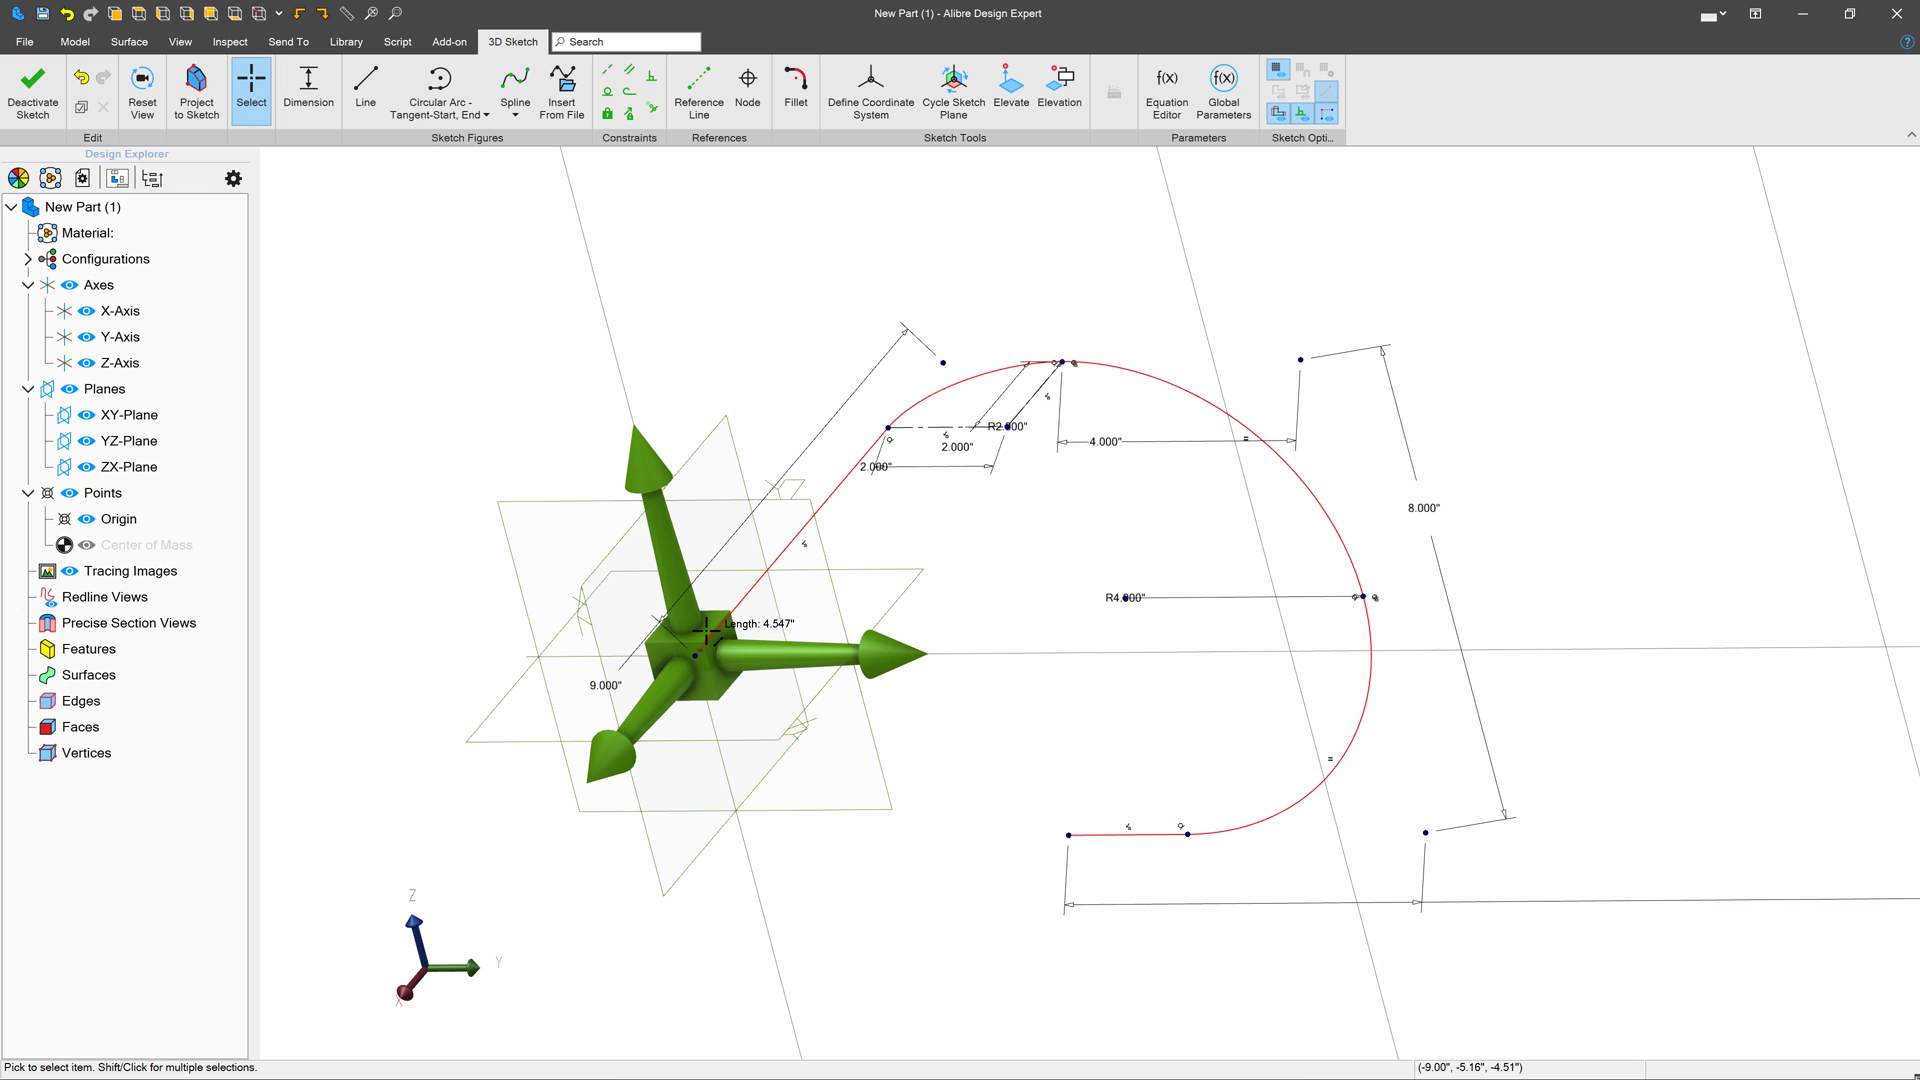 New Part (1) - Alibre Design Expert
File Model Surface View Inspect Send To Library Script Add-on 3D Sketch Search
Deactivate Sketch
Reset View
Project to Sketch
Select
Dimension
Line
Circular Arc - Tangent-Start, End
Spline
Insert From File
Reference Line
Node
Fillet
Define Coordinate System
Cycle Sketch Plane
Elevate
Elevation
f(x)
Equation Editor
f(x)
Global Parameters
Edit
Sketch Figures
Constraints
References
Sketch Tools
Parameters
Sketch Opti...
Design Explorer
New Part (1)
Material:
Configurations
Axes
X-Axis
Y-Axis
Z-Axis
Planes
XY-Plane
YZ-Plane
ZX-Plane
Points
Origin
Center of Mass
Tracing Images
Redline Views
Precise Section Views
Features
Surfaces
Edges
Faces
Vertices
2.000"
2.000"
4.000"
8.000"
Length: 4.547"
9.000"
Z
Y
X
Pick to select item. Shift/Click for multiple selections.
(-9.00", -5.16", -4.51")